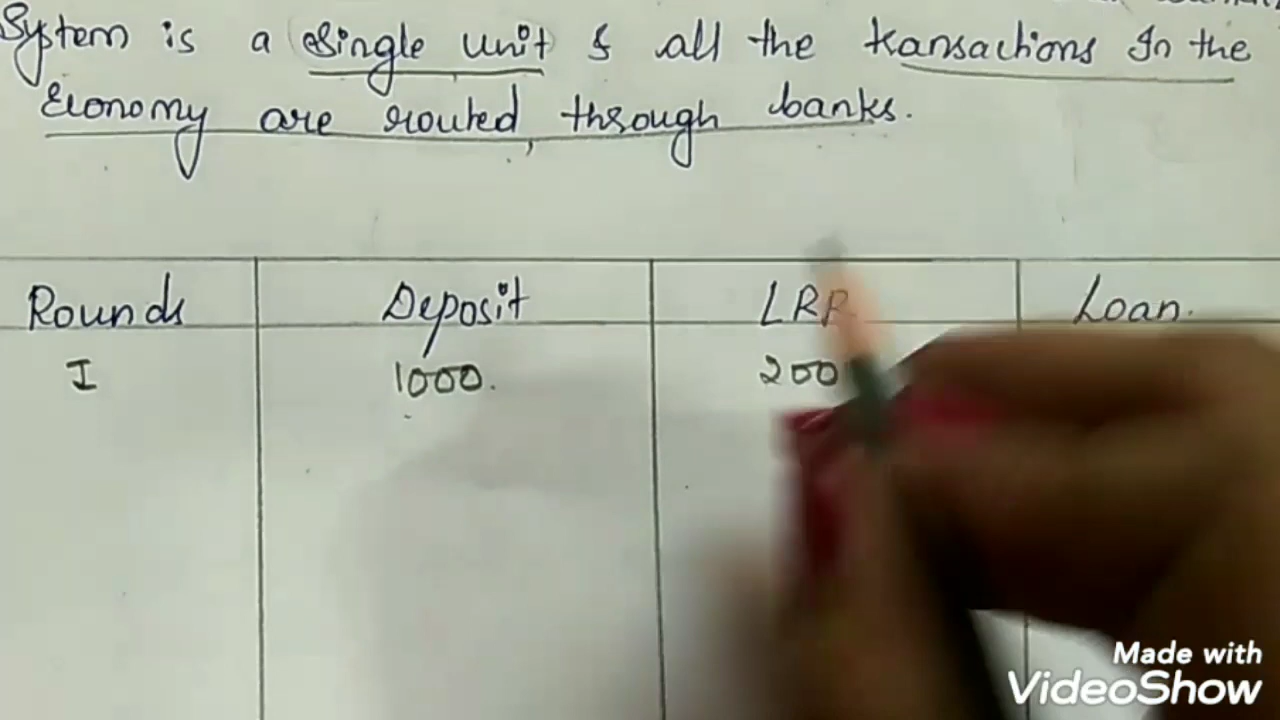 System is a single unit & all the transactions In the
Economy are routed through banks.
Rounds Deposit LRR Loan.
I 1000. 200
Made with
VideoShow